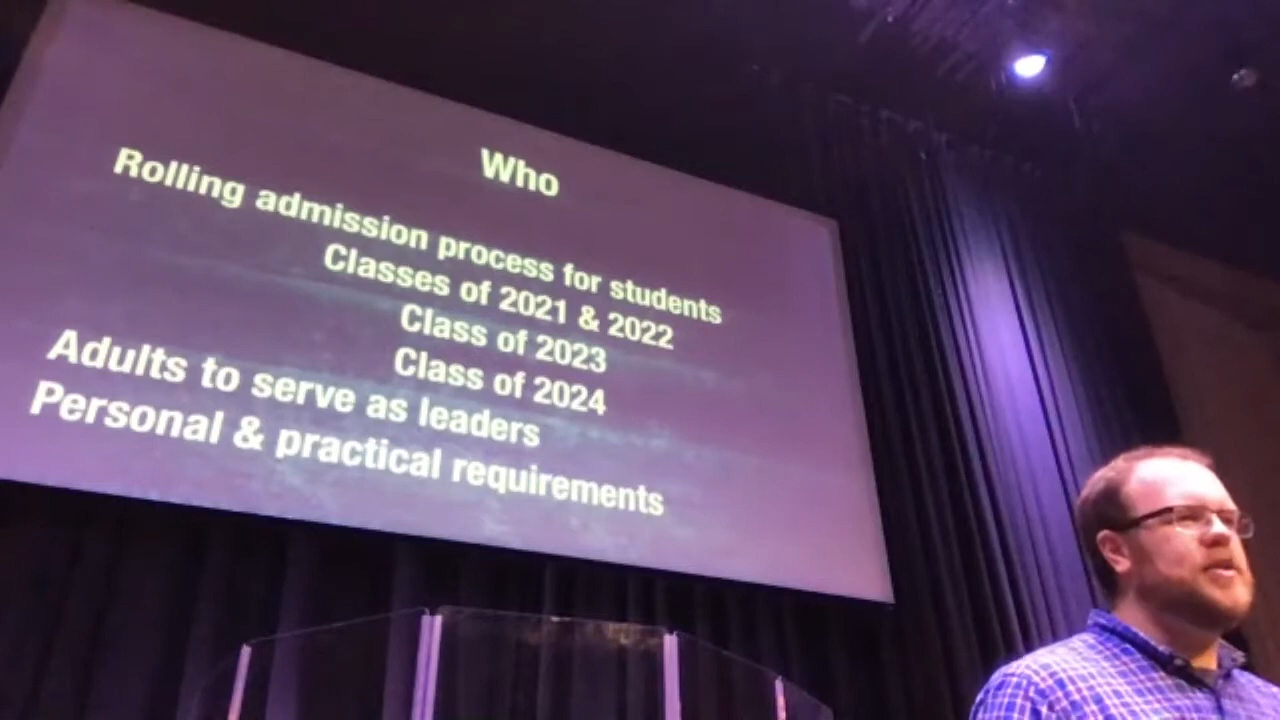 Who
Rolling admission process for students
Classes of 2021 & 2022
Class of 2023
Class of 2024
Adults to serve as leaders
Personal & practical requirements